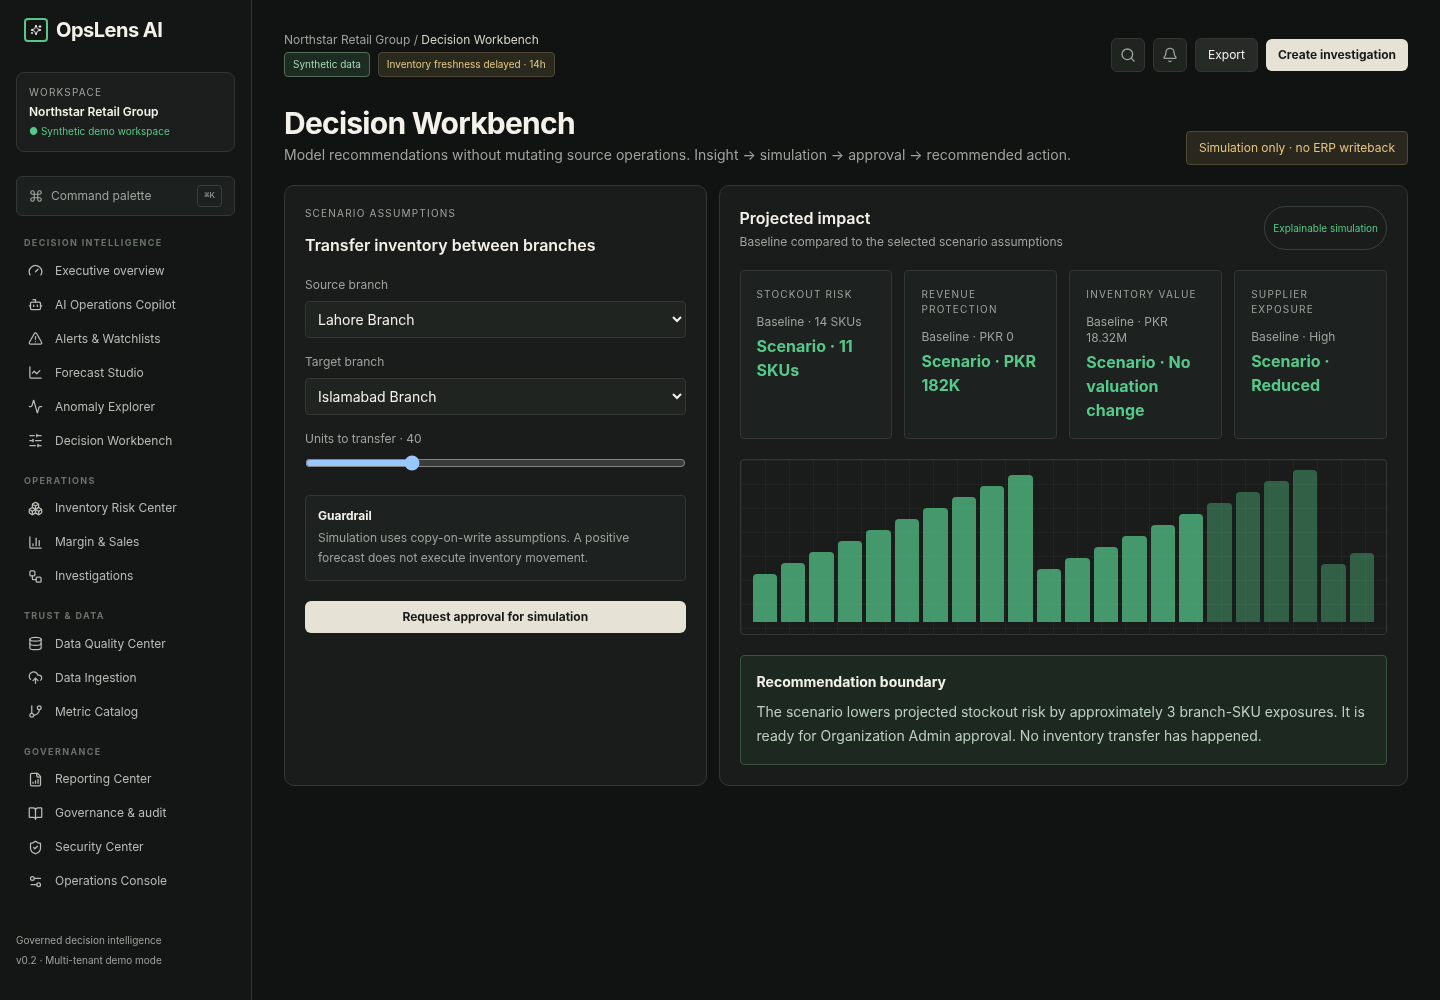 OpsLens AI
WORKSPACE
Northstar Retail Group
Synthetic demo workspace
Command palette
⌘K
DECISION INTELLIGENCE
Executive overview
AI Operations Copilot
Alerts & Watchlists
Forecast Studio
Anomaly Explorer
Decision Workbench
OPERATIONS
Inventory Risk Center
Margin & Sales
Investigations
TRUST & DATA
Data Quality Center
Data Ingestion
Metric Catalog
GOVERNANCE
Reporting Center
Governance & audit
Security Center
Operations Console
Governed decision intelligence
v0.2 · Multi-tenant demo mode
Northstar Retail Group / Decision Workbench
Synthetic data
Inventory freshness delayed · 14h
Export
Create investigation
Decision Workbench
Model recommendations without mutating source operations. Insight → simulation → approval → recommended action.
Simulation only · no ERP writeback
SCENARIO ASSUMPTIONS
Transfer inventory between branches
Source branch
Lahore Branch
Target branch
Islamabad Branch
Units to transfer · 40
Guardrail
Simulation uses copy-on-write assumptions. A positive
forecast does not execute inventory movement.
Request approval for simulation
Projected impact
Baseline compared to the selected scenario assumptions
Explainable simulation
STOCKOUT RISK
Baseline · 14 SKUs
Scenario · 11
SKUs
REVENUE
PROTECTION
Baseline · PKR 0
Scenario · PKR
182K
INVENTORY VALUE
Baseline · PKR
18.32M
Scenario · No
valuation
change
SUPPLIER
EXPOSURE
Baseline · High
Scenario ·
Reduced
Recommendation boundary
The scenario lowers projected stockout risk by approximately 3 branch-SKU exposures. It is
ready for Organization Admin approval. No inventory transfer has happened.